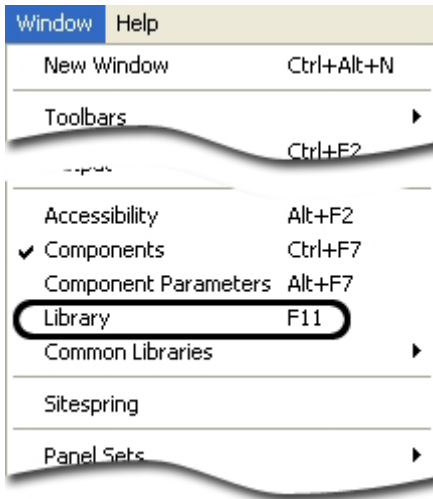 Window Help
New Window Ctrl+Alt+N
Toolbars
Ctrl+F2
Accessibility Alt+F2
Components Ctrl+F7
Component Parameters Alt+F7
Library F11
Common Libraries
Sitespring
Panel Sets